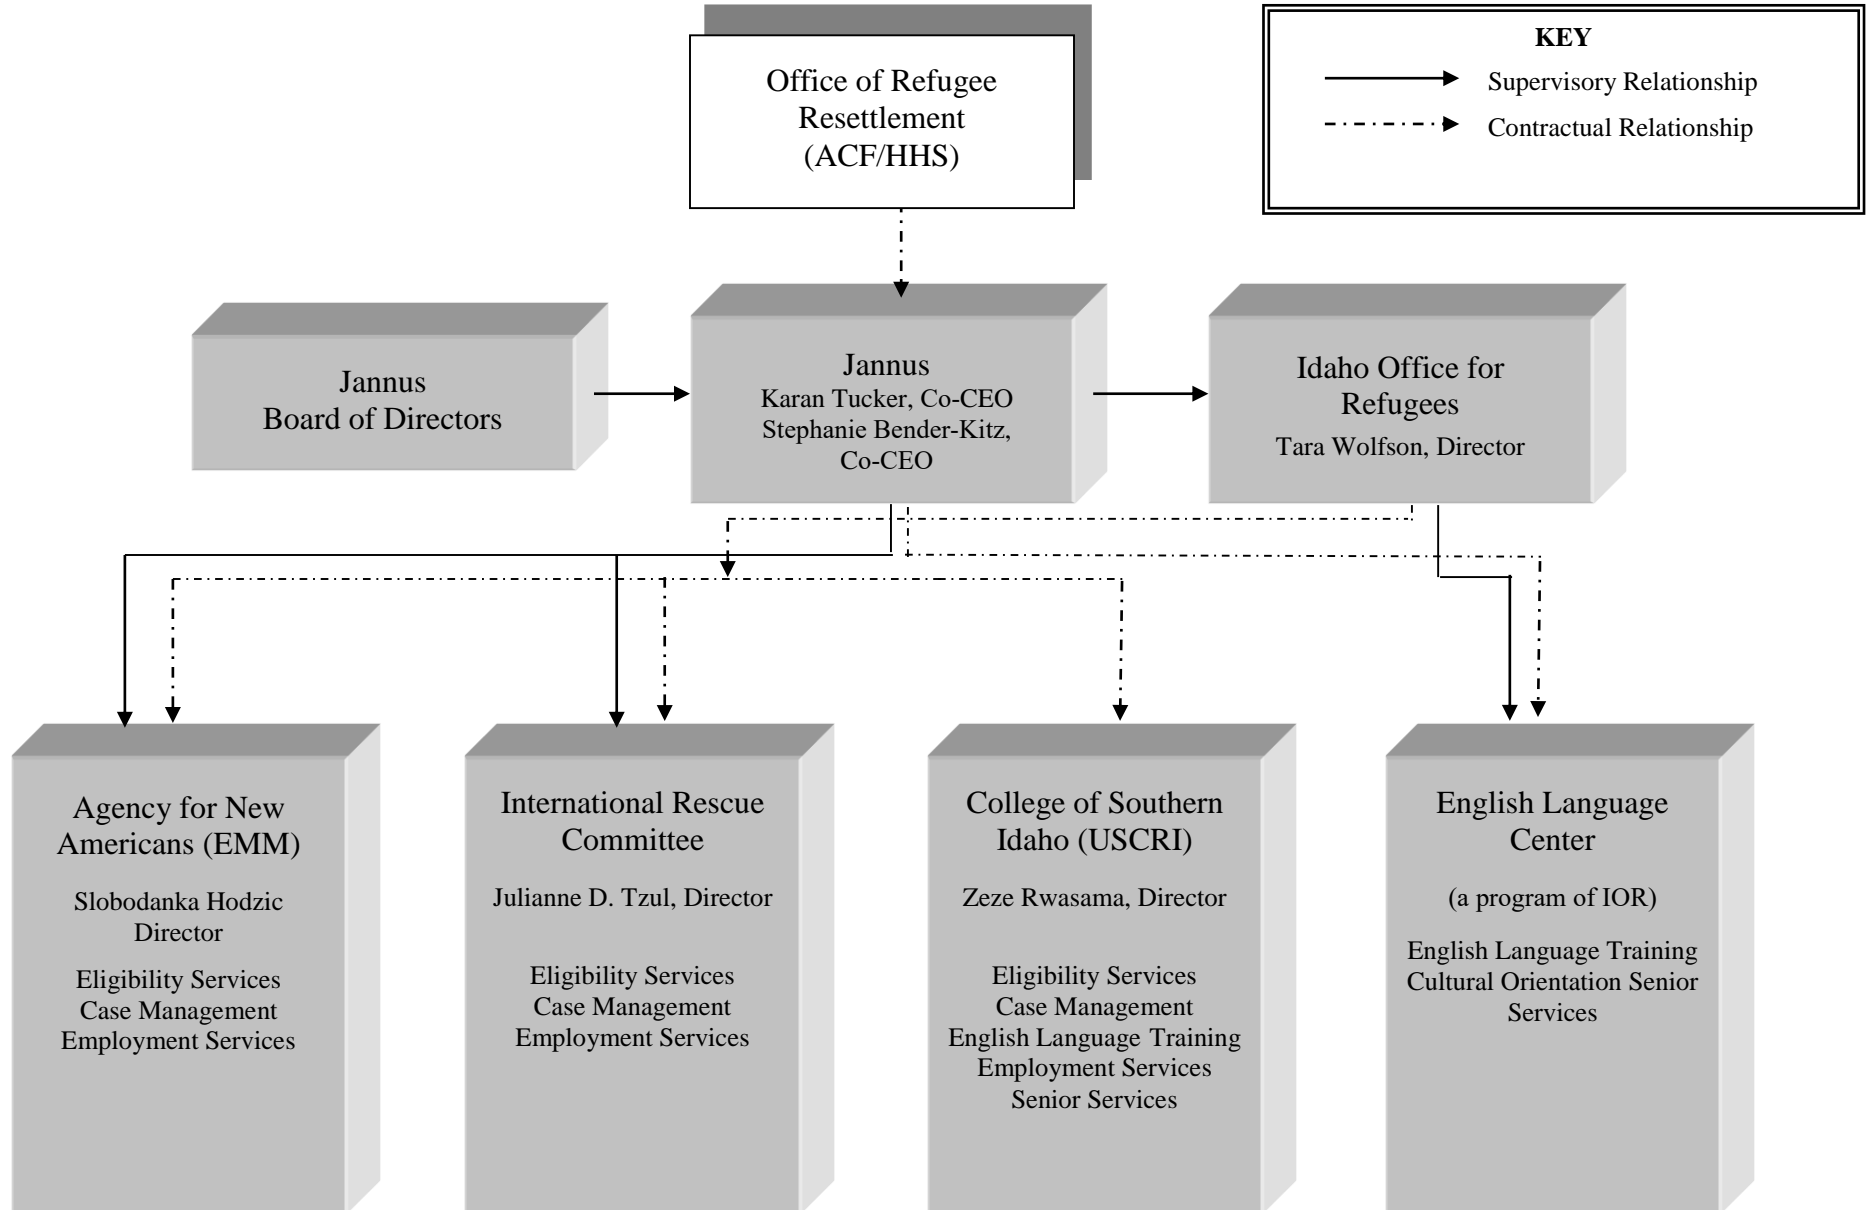 Office of Refugee
Resettlement
(ACF/HHS)
KEY
Supervisory Relationship
Contractual Relationship
Jannus
Board of Directors
Jannus
Karan Tucker, Co-CEO
Stephanie Bender-Kitz,
Co-CEO
Idaho Office for
Refugees
Tara Wolfson, Director
Agency for New
Americans (EMM)
Slobodanka Hodzic
Director
Eligibility Services
Case Management
Employment Services
International Rescue
Committee
Julianne D. Tzul, Director
Eligibility Services
Case Management
Employment Services
College of Southern
Idaho (USCRI)
Zeze Rwasama, Director
Eligibility Services
Case Management
English Language Training
Employment Services
Senior Services
English Language
Center
(a program of IOR)
English Language Training
Cultural Orientation Senior
Services